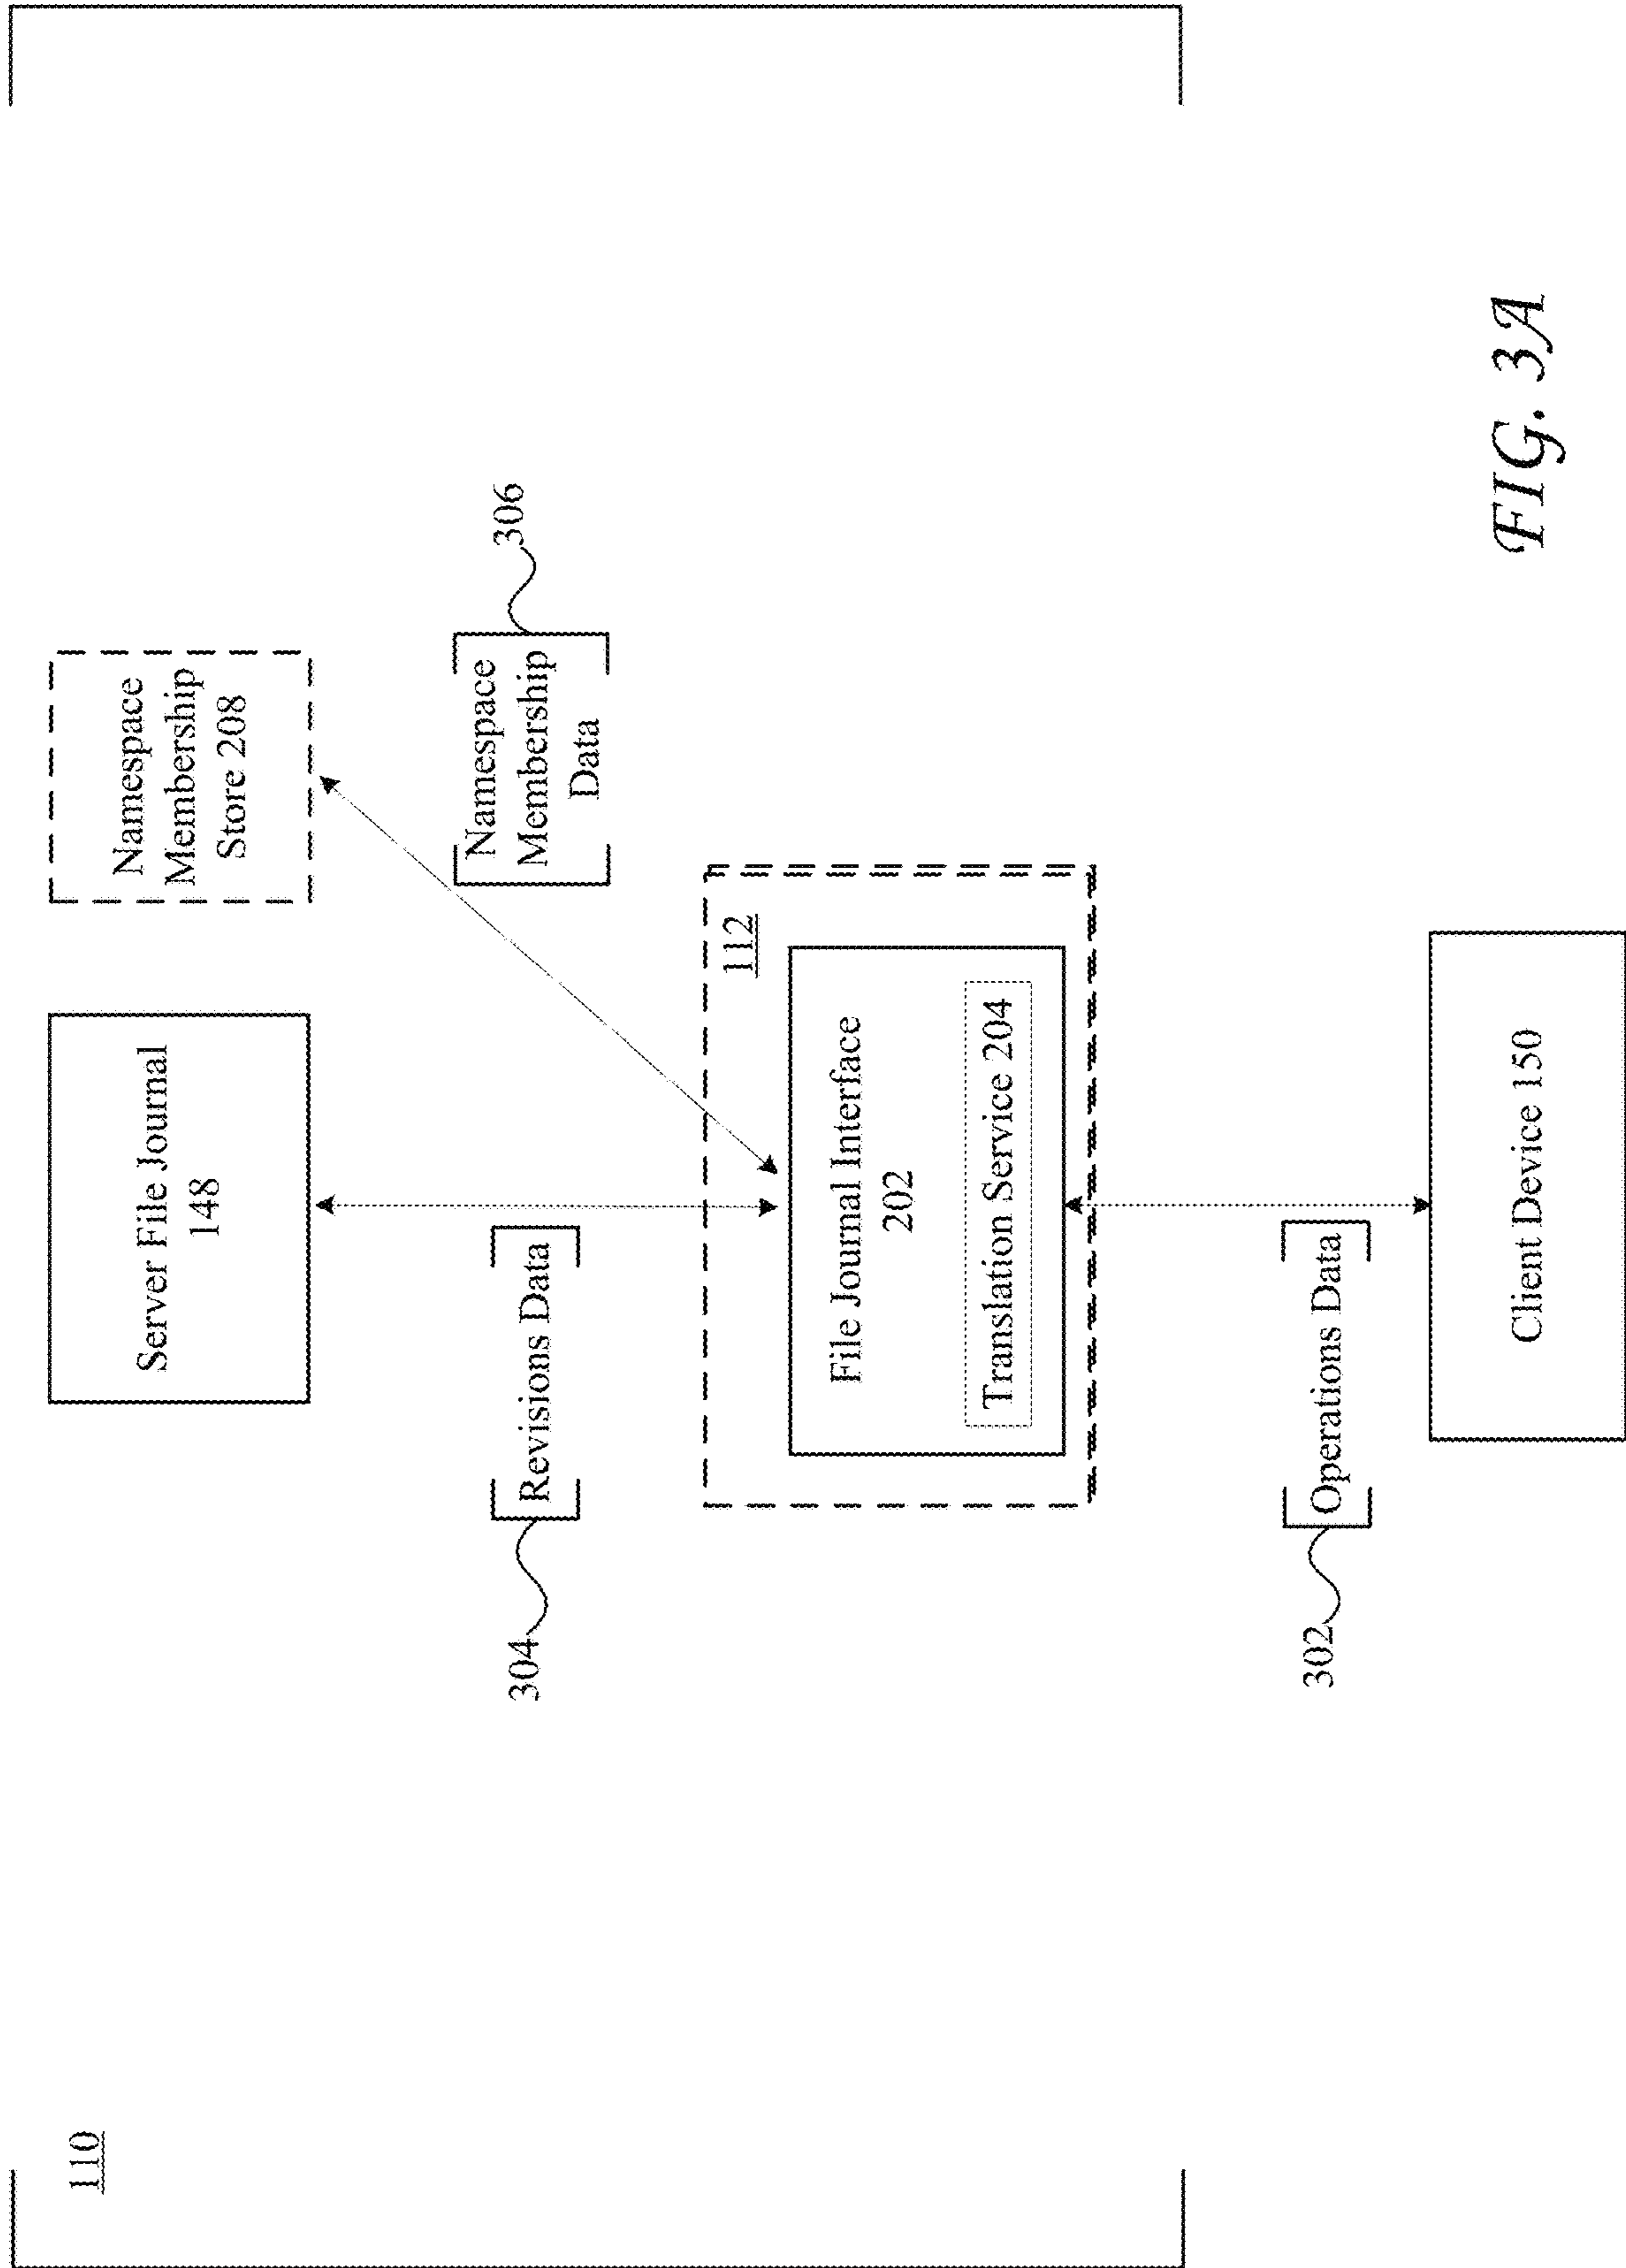 110
Server File Journal
148
Namespace
Membership
Store 208
304
Revisions Data
Namespace
Membership
Data
306
112
File Journal Interface
202
Translation Service 204
302
Operations Data
Client Device 150
FIG. 3A